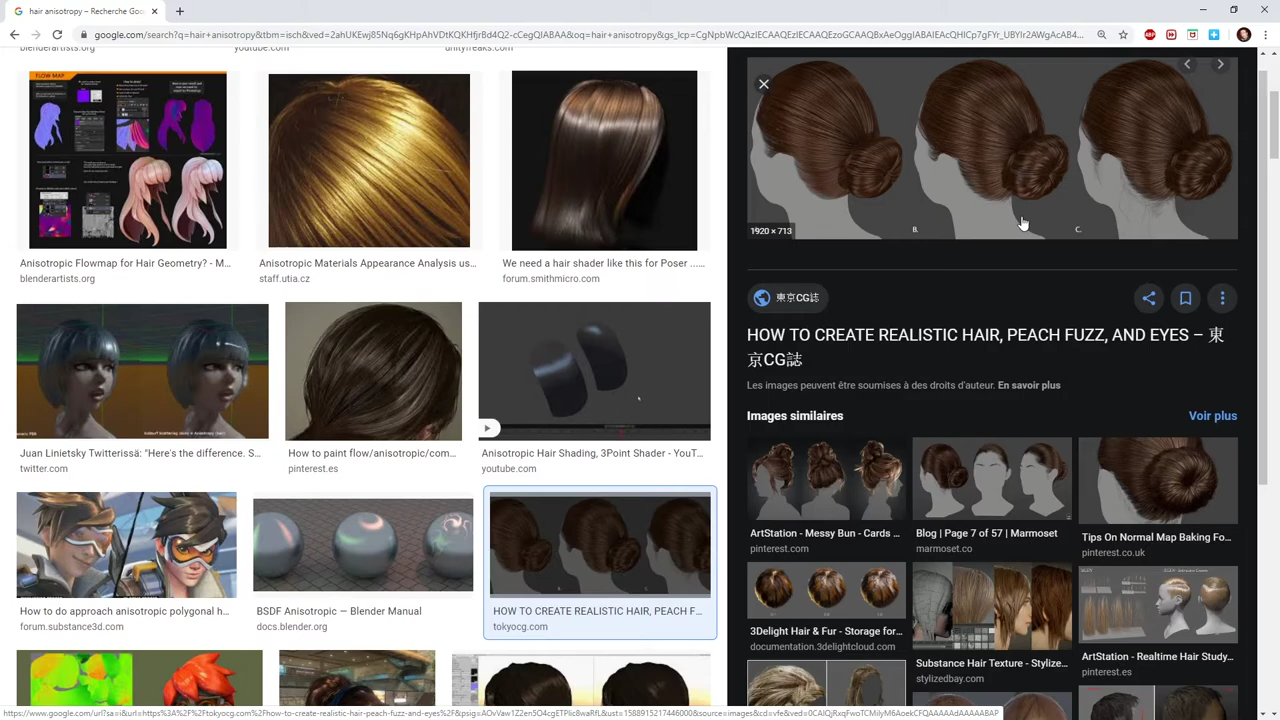 hair anisotropy – Recherche Goo
google.com/search?q=hair+anisotropy&tbm=isch&ved=2ahUKEwj85Nq6gKHpAhVDtKQKHfcRBd4Q2-cCegQIABAA&oq=hair+anisotropy&gs_lcp=CgNpbWcQAzIECAAQEzIECAAQEzoGCAAQBxAeOggIABAIEAcQHlCp7gFYr_UBYIr2AWgAcAB4...
blenderartists.org
youtube.com
unityfreaks.com
FLOW MAP
Anisotropic Flowmap for Hair Geometry? - M...
blenderartists.org
Anisotropic Materials Appearance Analysis us...
staff.utia.cz
We need a hair shader like this for Poser ......
forum.smithmicro.com
Juan Linietsky Twitterissä: "Here's the difference. S...
twitter.com
How to paint flow/anisotropic/com...
pinterest.es
Anisotropic Hair Shading, 3Point Shader - YouT...
youtube.com
How to do approach anisotropic polygonal h...
forum.substance3d.com
BSDF Anisotropic — Blender Manual
docs.blender.org
HOW TO CREATE REALISTIC HAIR, PEACH F...
tokyocg.com
1920 × 713
B.
C.
東京CG誌
HOW TO CREATE REALISTIC HAIR, PEACH FUZZ, AND EYES – 東
京CG誌
Les images peuvent être soumises à des droits d'auteur. En savoir plus
Images similaires
Voir plus
ArtStation - Messy Bun - Cards ...
pinterest.com
Blog | Page 7 of 57 | Marmoset
marmoset.co
Tips On Normal Map Baking Fo...
pinterest.co.uk
3Delight Hair & Fur - Storage for...
documentation.3delightcloud.com
Substance Hair Texture - Stylize...
stylizedbay.com
ArtStation - Realtime Hair Study...
pinterest.es